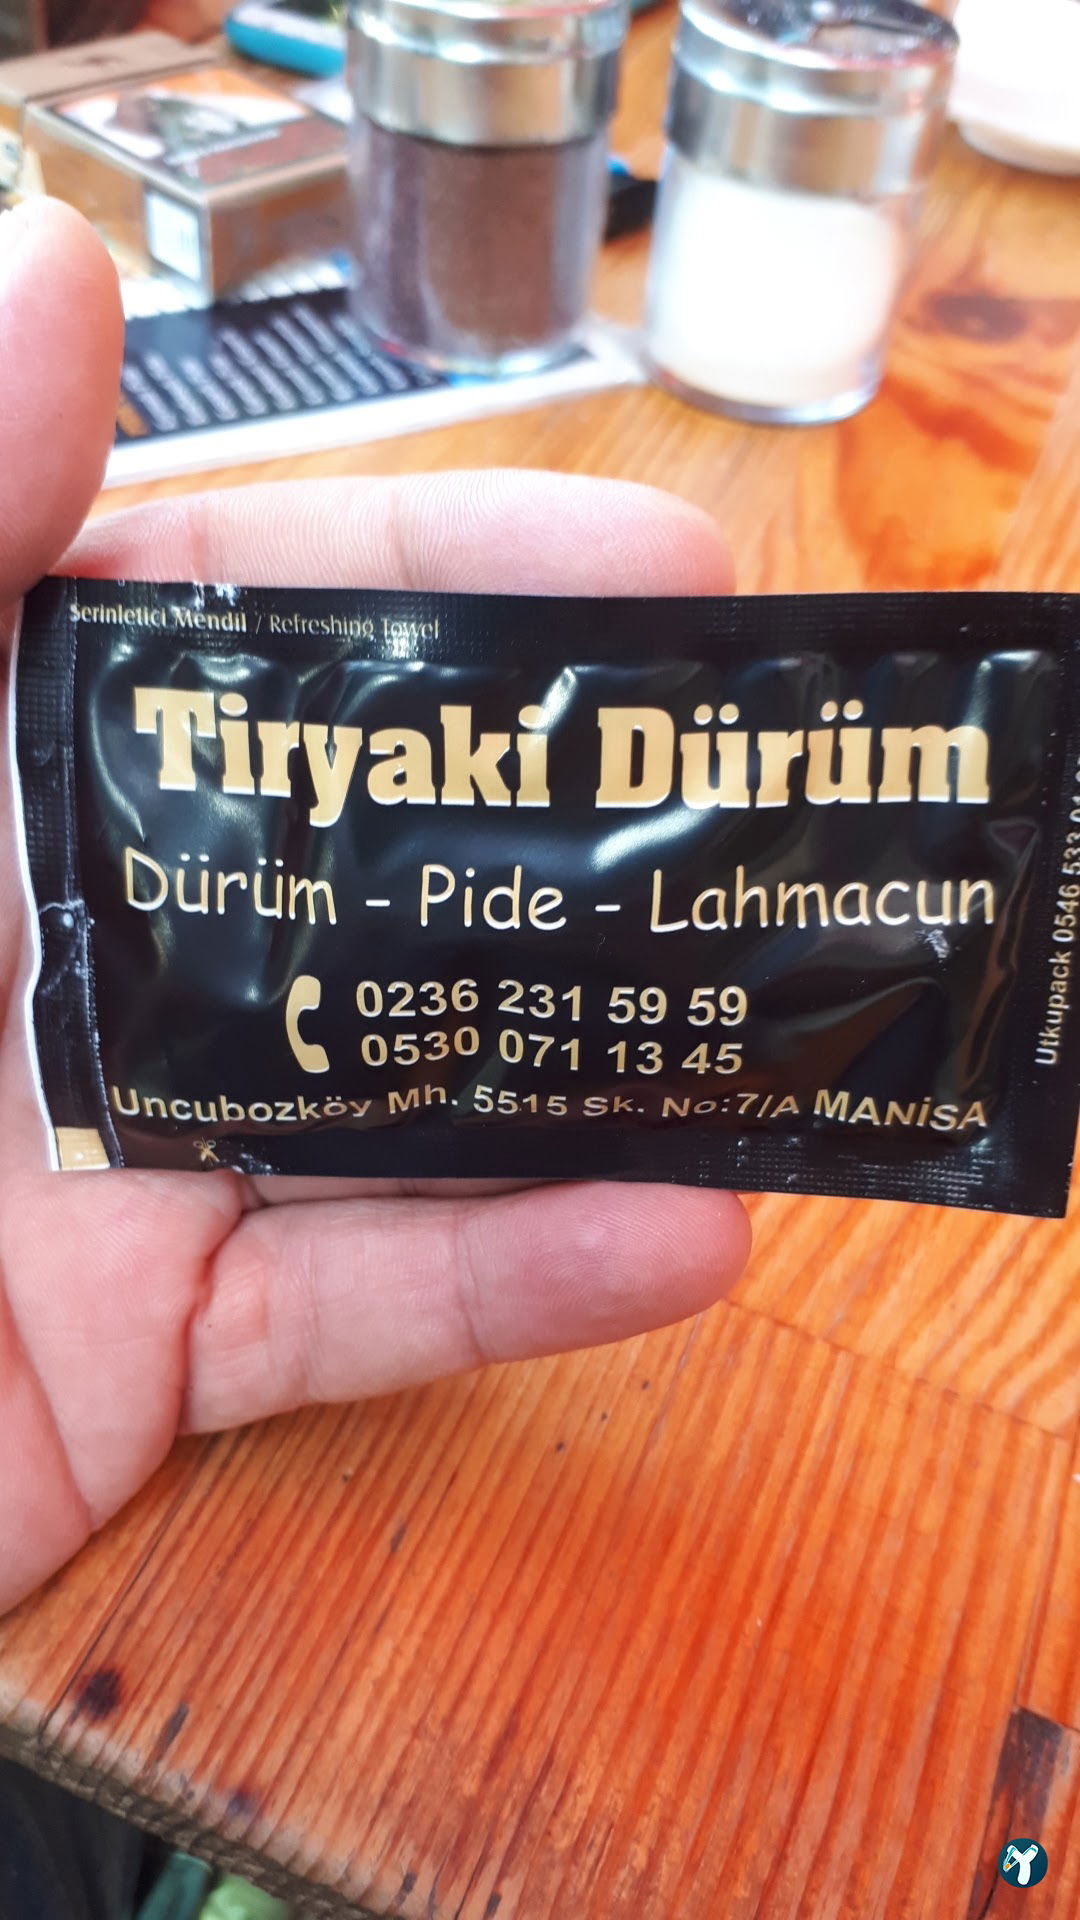 Serinletici Mendil / Refreshing Towel
Tiryaki Dürüm
Dürüm - Pide - Lahmacun
0236 231 59 59
0530 071 13 45
Uncubozköy Mh. 5515 Sk. No:7/A MANİSA
Utkupack 0546 533